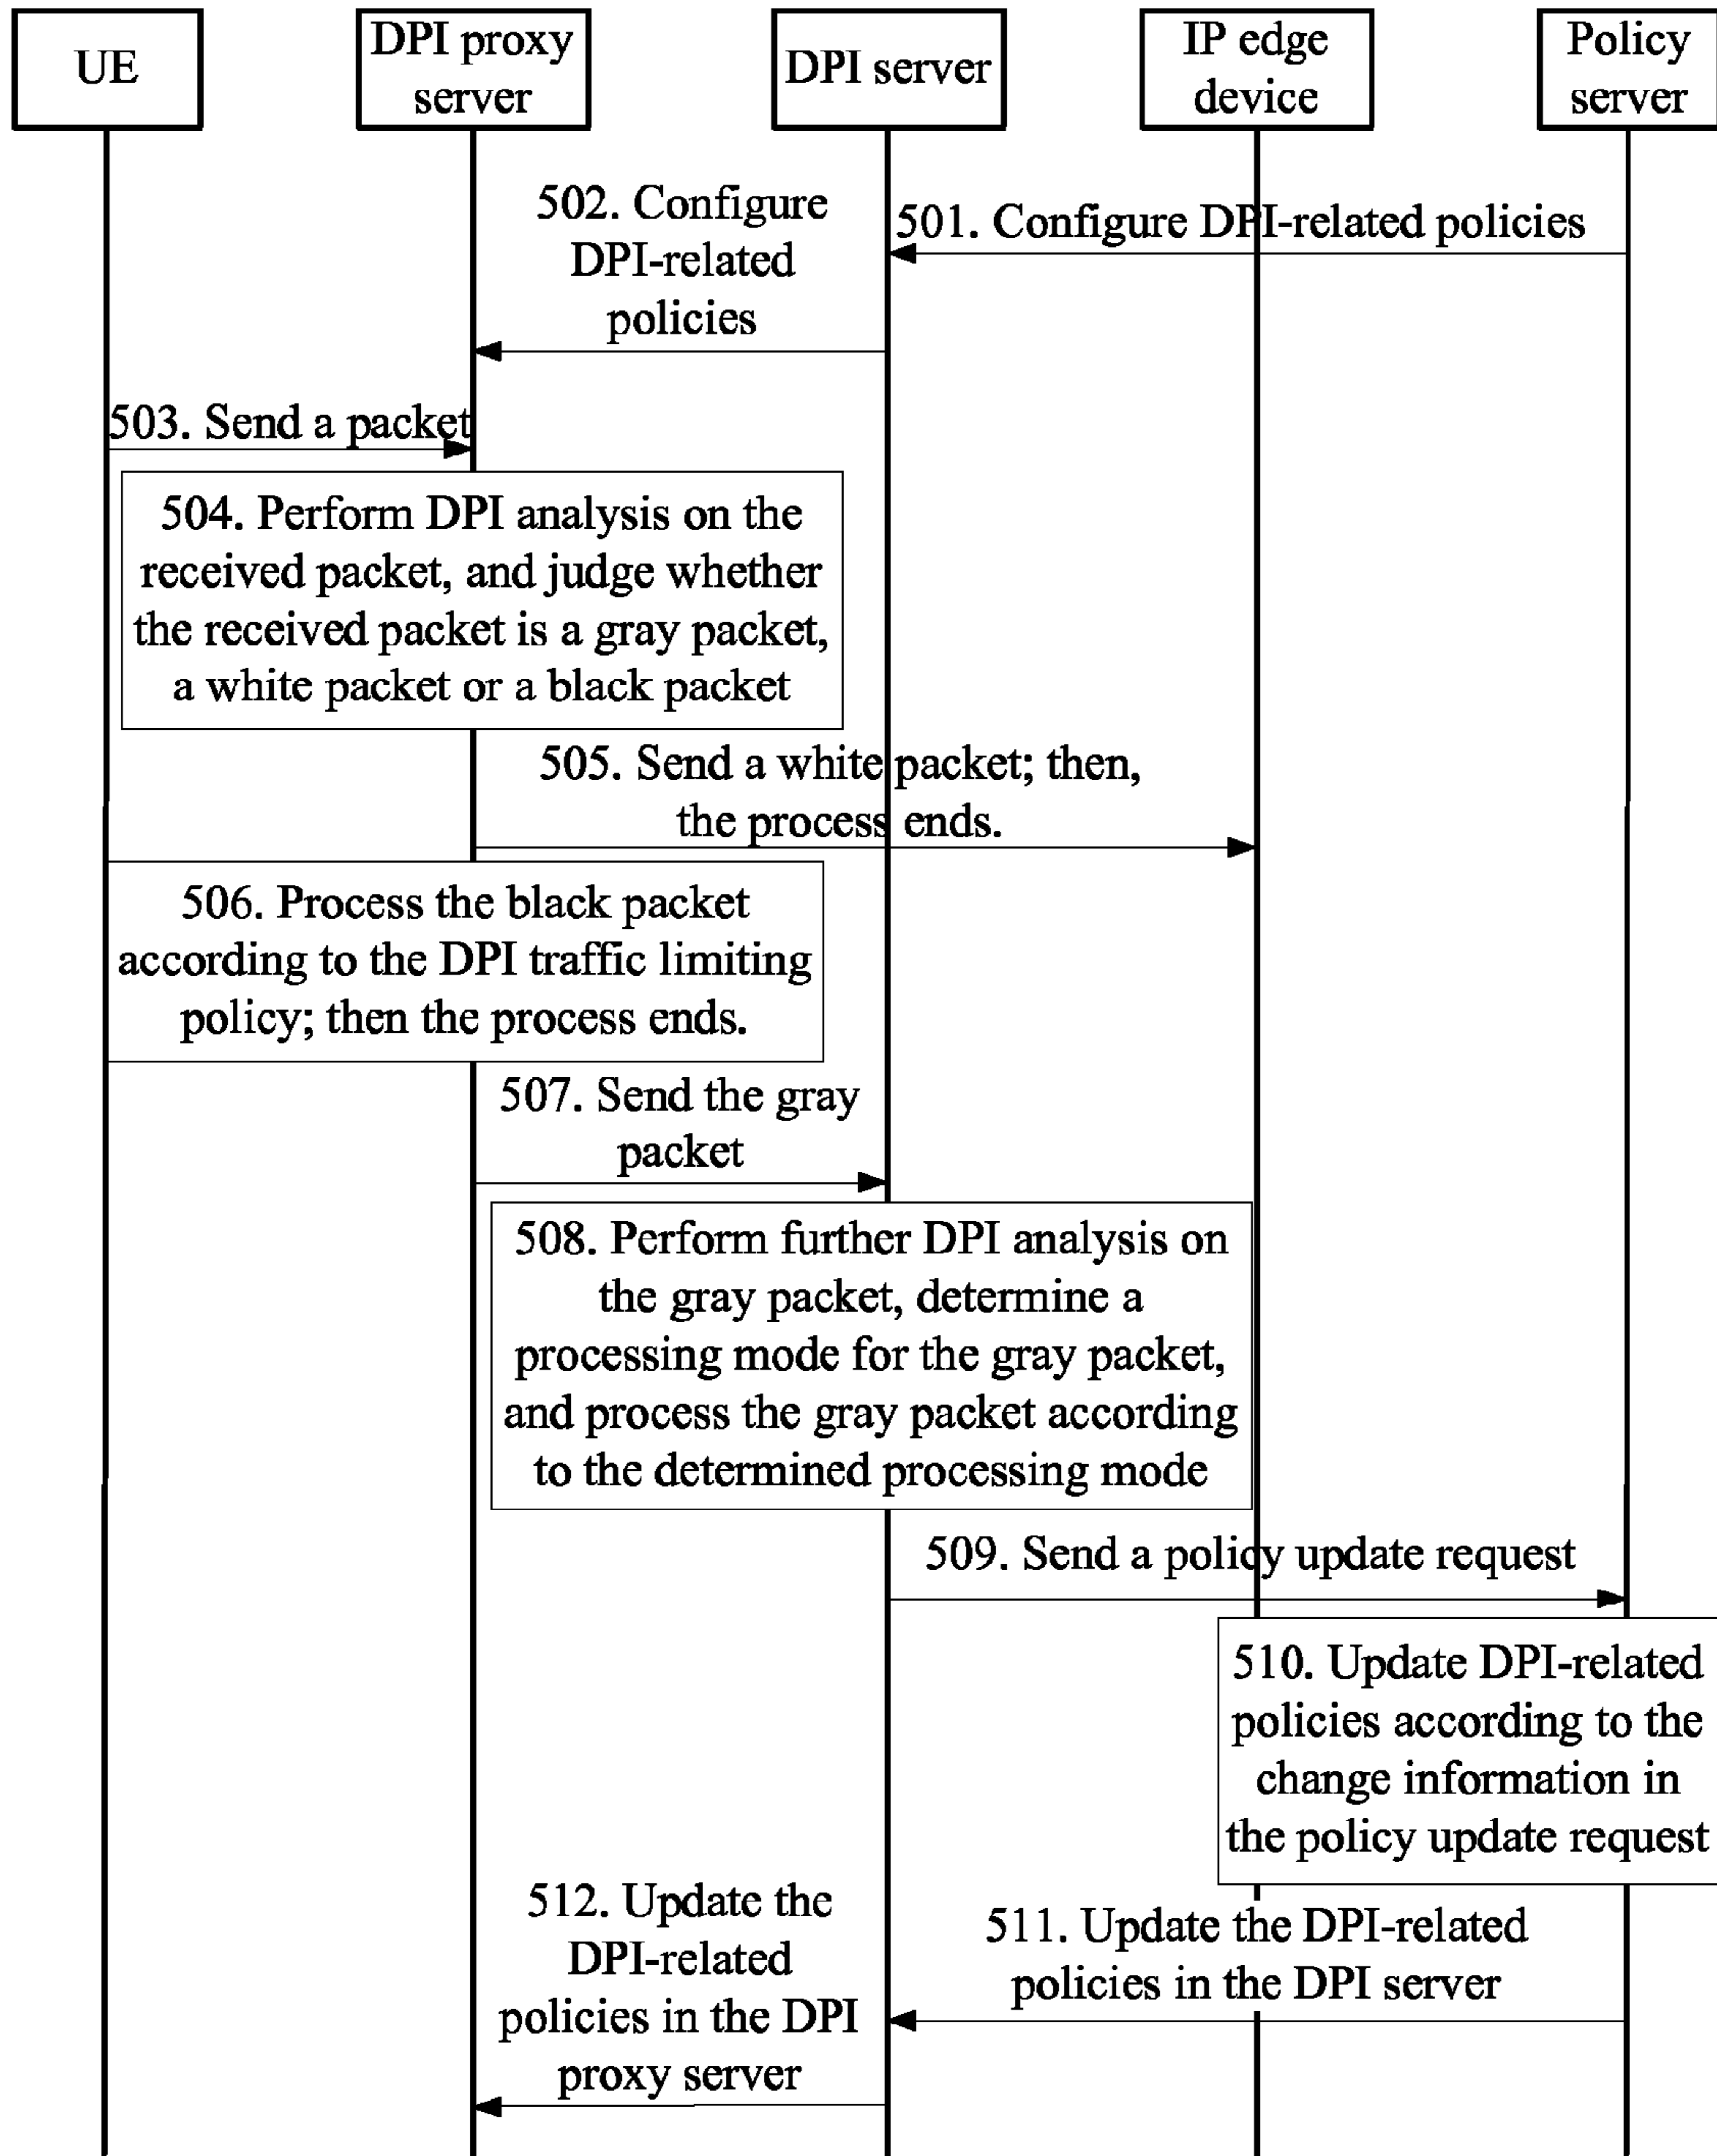 UE
DPI proxy
server
DPI server
IP edge
device
Policy
server
502. Configure
DPI-related
policies
501. Configure DPI-related policies
503. Send a packet
504. Perform DPI analysis on the
received packet, and judge whether
the received packet is a gray packet,
a white packet or a black packet
505. Send a white packet; then,
the process ends.
506. Process the black packet
according to the DPI traffic limiting
policy; then the process ends.
507. Send the gray
packet
508. Perform further DPI analysis on
the gray packet, determine a
processing mode for the gray packet,
and process the gray packet according
to the determined processing mode
509. Send a policy update request
510. Update DPI-related
policies according to the
change information in
the policy update request
512. Update the
DPI-related
policies in the DPI
proxy server
511. Update the DPI-related
policies in the DPI server